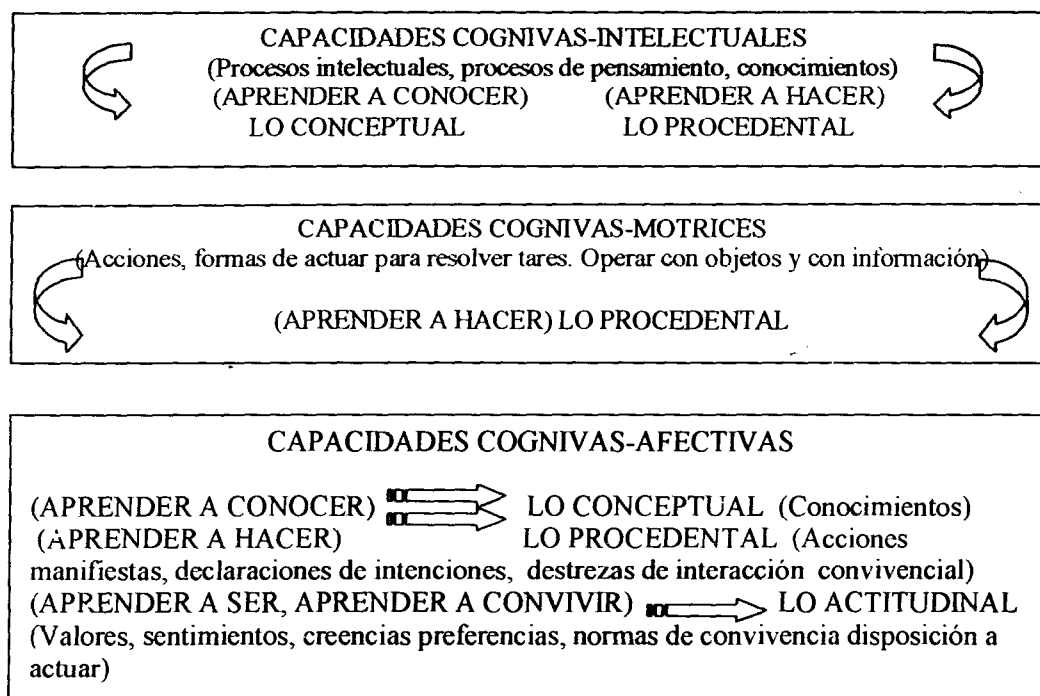 CAPACIDADES COGNIVAS-INTELECTUALES
(Procesos intelectuales, procesos de pensamiento, conocimientos)
(APRENDER A CONOCER) (APRENDER A HACER)
LO CONCEPTUAL LO PROCEDENTAL
CAPACIDADES COGNIVAS-MOTRICES
(Acciones, formas de actuar para resolver tares. Operar con objetos y con información)
(APRENDER A HACER) LO PROCEDENTAL
CAPACIDADES COGNIVAS-AFECTIVAS
(APRENDER A CONOCER) LO CONCEPTUAL (Conocimientos)
(APRENDER A HACER) LO PROCEDENTAL (Acciones
manifiestas, declaraciones de intenciones, destrezas de interacción convivencial)
(APRENDER A SER, APRENDER A CONVIVIR) LO ACTITUDINAL
(Valores, sentimientos, creencias preferencias, normas de convivencia disposición a
actuar)